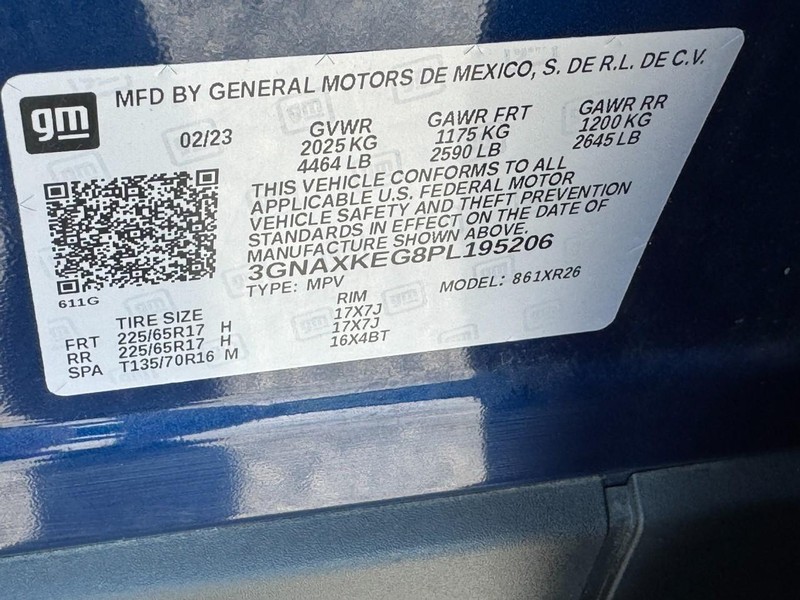 gm
MFD BY GENERAL MOTORS DE MEXICO, S. DE R.L. DE C.V.
02/23 GVWR GAWR FRT GAWR RR
2025 KG 1175 KG 1200 KG
4464 LB 2590 LB 2645 LB
THIS VEHICLE CONFORMS TO ALL
APPLICABLE U.S. FEDERAL MOTOR
VEHICLE SAFETY AND THEFT PREVENTION
STANDARDS IN EFFECT ON THE DATE OF
MANUFACTURE SHOWN ABOVE.
3GNAXKEG8PL195206
TYPE: MPV MODEL: 861XR26
611G
TIRE SIZE RIM
FRT 225/65R17 H 17X7J
RR 225/65R17 H 17X7J
SPA T135/70R16 M 16X4BT